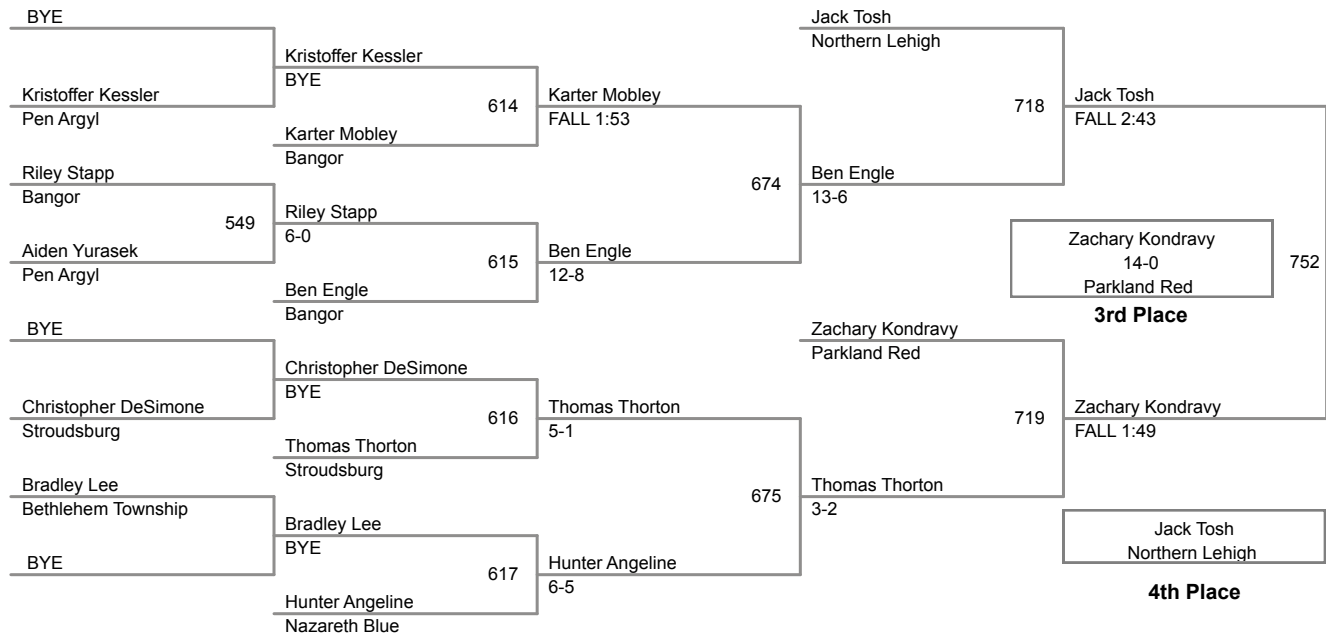 BYE
Kristoffer Kessler
Pen Argyl
Riley Stapp
Bangor
549
Aiden Yurasek
Pen Argyl
BYE
Christopher DeSimone
Stroudsburg
Bradley Lee
Bethlehem Township
BYE
Kristoffer Kessler
BYE
614
Karter Mobley
Bangor
Riley Stapp
6-0
615
Ben Engle
Bangor
Christopher DeSimone
BYE
616
Thomas Thorton
Stroudsburg
Bradley Lee
BYE
617
Hunter Angeline
Nazareth Blue
Karter Mobley
FALL 1:53
674
Ben Engle
12-8
Thomas Thorton
5-1
675
Hunter Angeline
6-5
Jack Tosh
Northern Lehigh
718
Ben Engle
13-6
Zachary Kondravy
Parkland Red
719
Thomas Thorton
3-2
Jack Tosh
FALL 2:43
Zachary Kondravy
14-0
Parkland Red
752
3rd Place
Zachary Kondravy
FALL 1:49
Jack Tosh
Northern Lehigh
4th Place